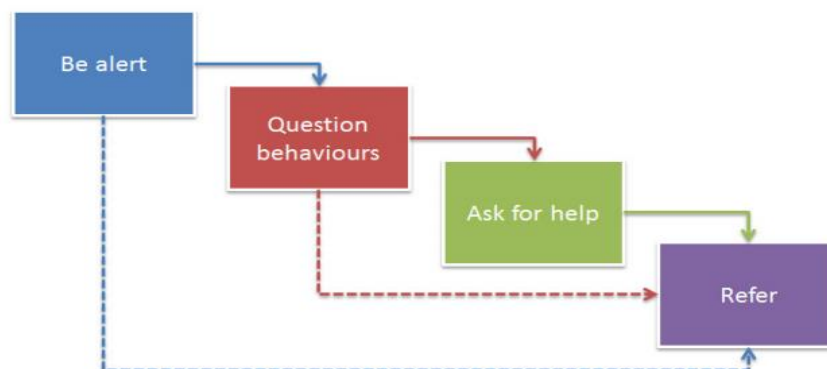 Be alert
Question
behaviours
Ask for help
Refer